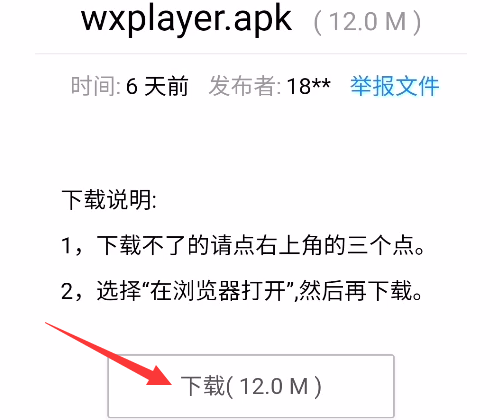 wxplayer.apk ( 12.0 M )
时间: 6 天前 发布者: 18** 举报文件
下载说明:
1，下载不了的请点右上角的三个点。
2，选择“在浏览器打开”,然后再下载。
下载( 12.0 M )